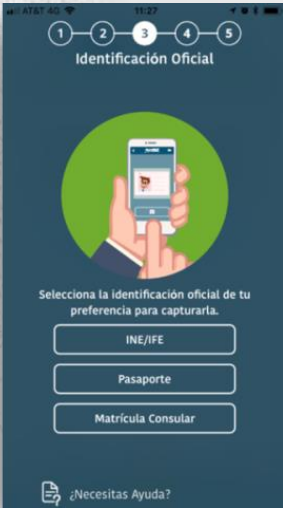 AT&T 4G 11:27
1 2 3 4 5
Identificación Oficial
Selecciona la identificación oficial de tu
preferencia para capturarla.
INE/IFE
Pasaporte
Matrícula Consular
¿Necesitas Ayuda?